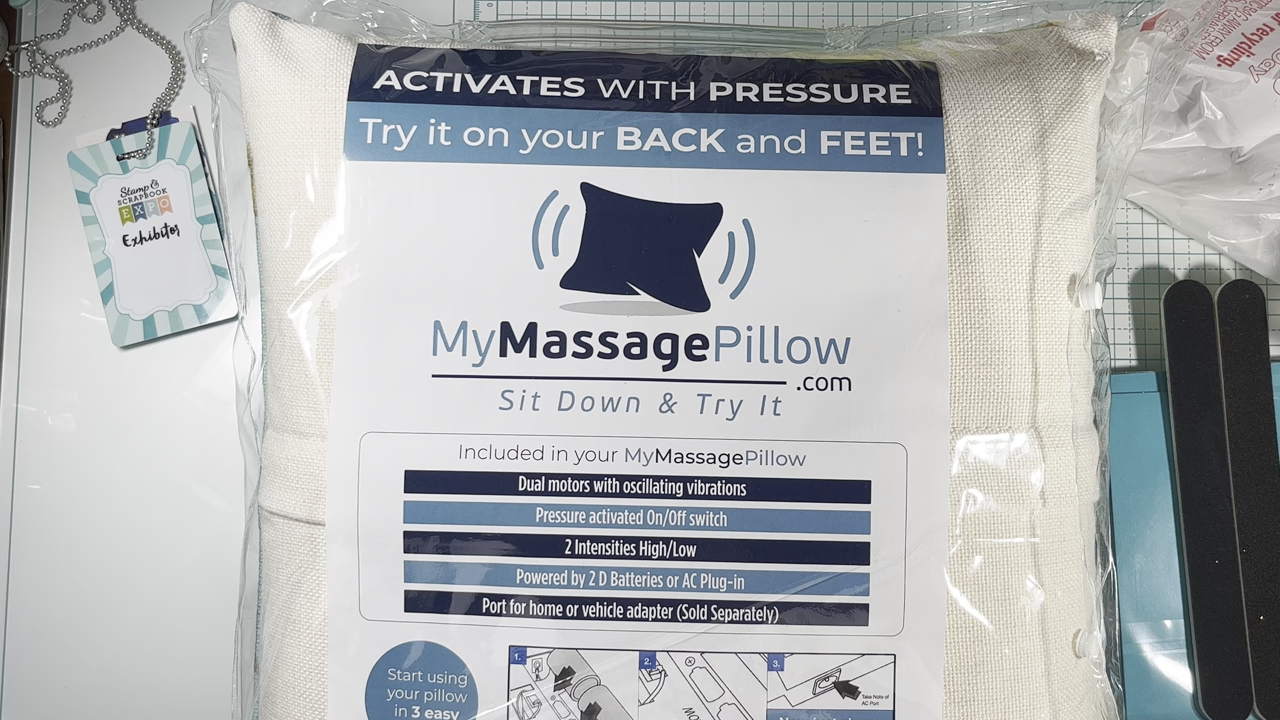 ACTIVATES WITH PRESSURE
Try it on your BACK and FEET!
MyMassagePillow
.com
Sit Down & Try It
Included in your MyMassagePillow
Dual motors with oscillating vibrations
Pressure activated On/Off switch
2 Intensities High/Low
Powered by 2 D Batteries or AC Plug-in
Port for home or vehicle adapter (Sold Separately)
Start using
your pillow
in 3 easy
1.
2.
3.
Take Note of
AC Port
Stamp &
SCRAPBOOK
EXPO
Exhibitor
recycling.